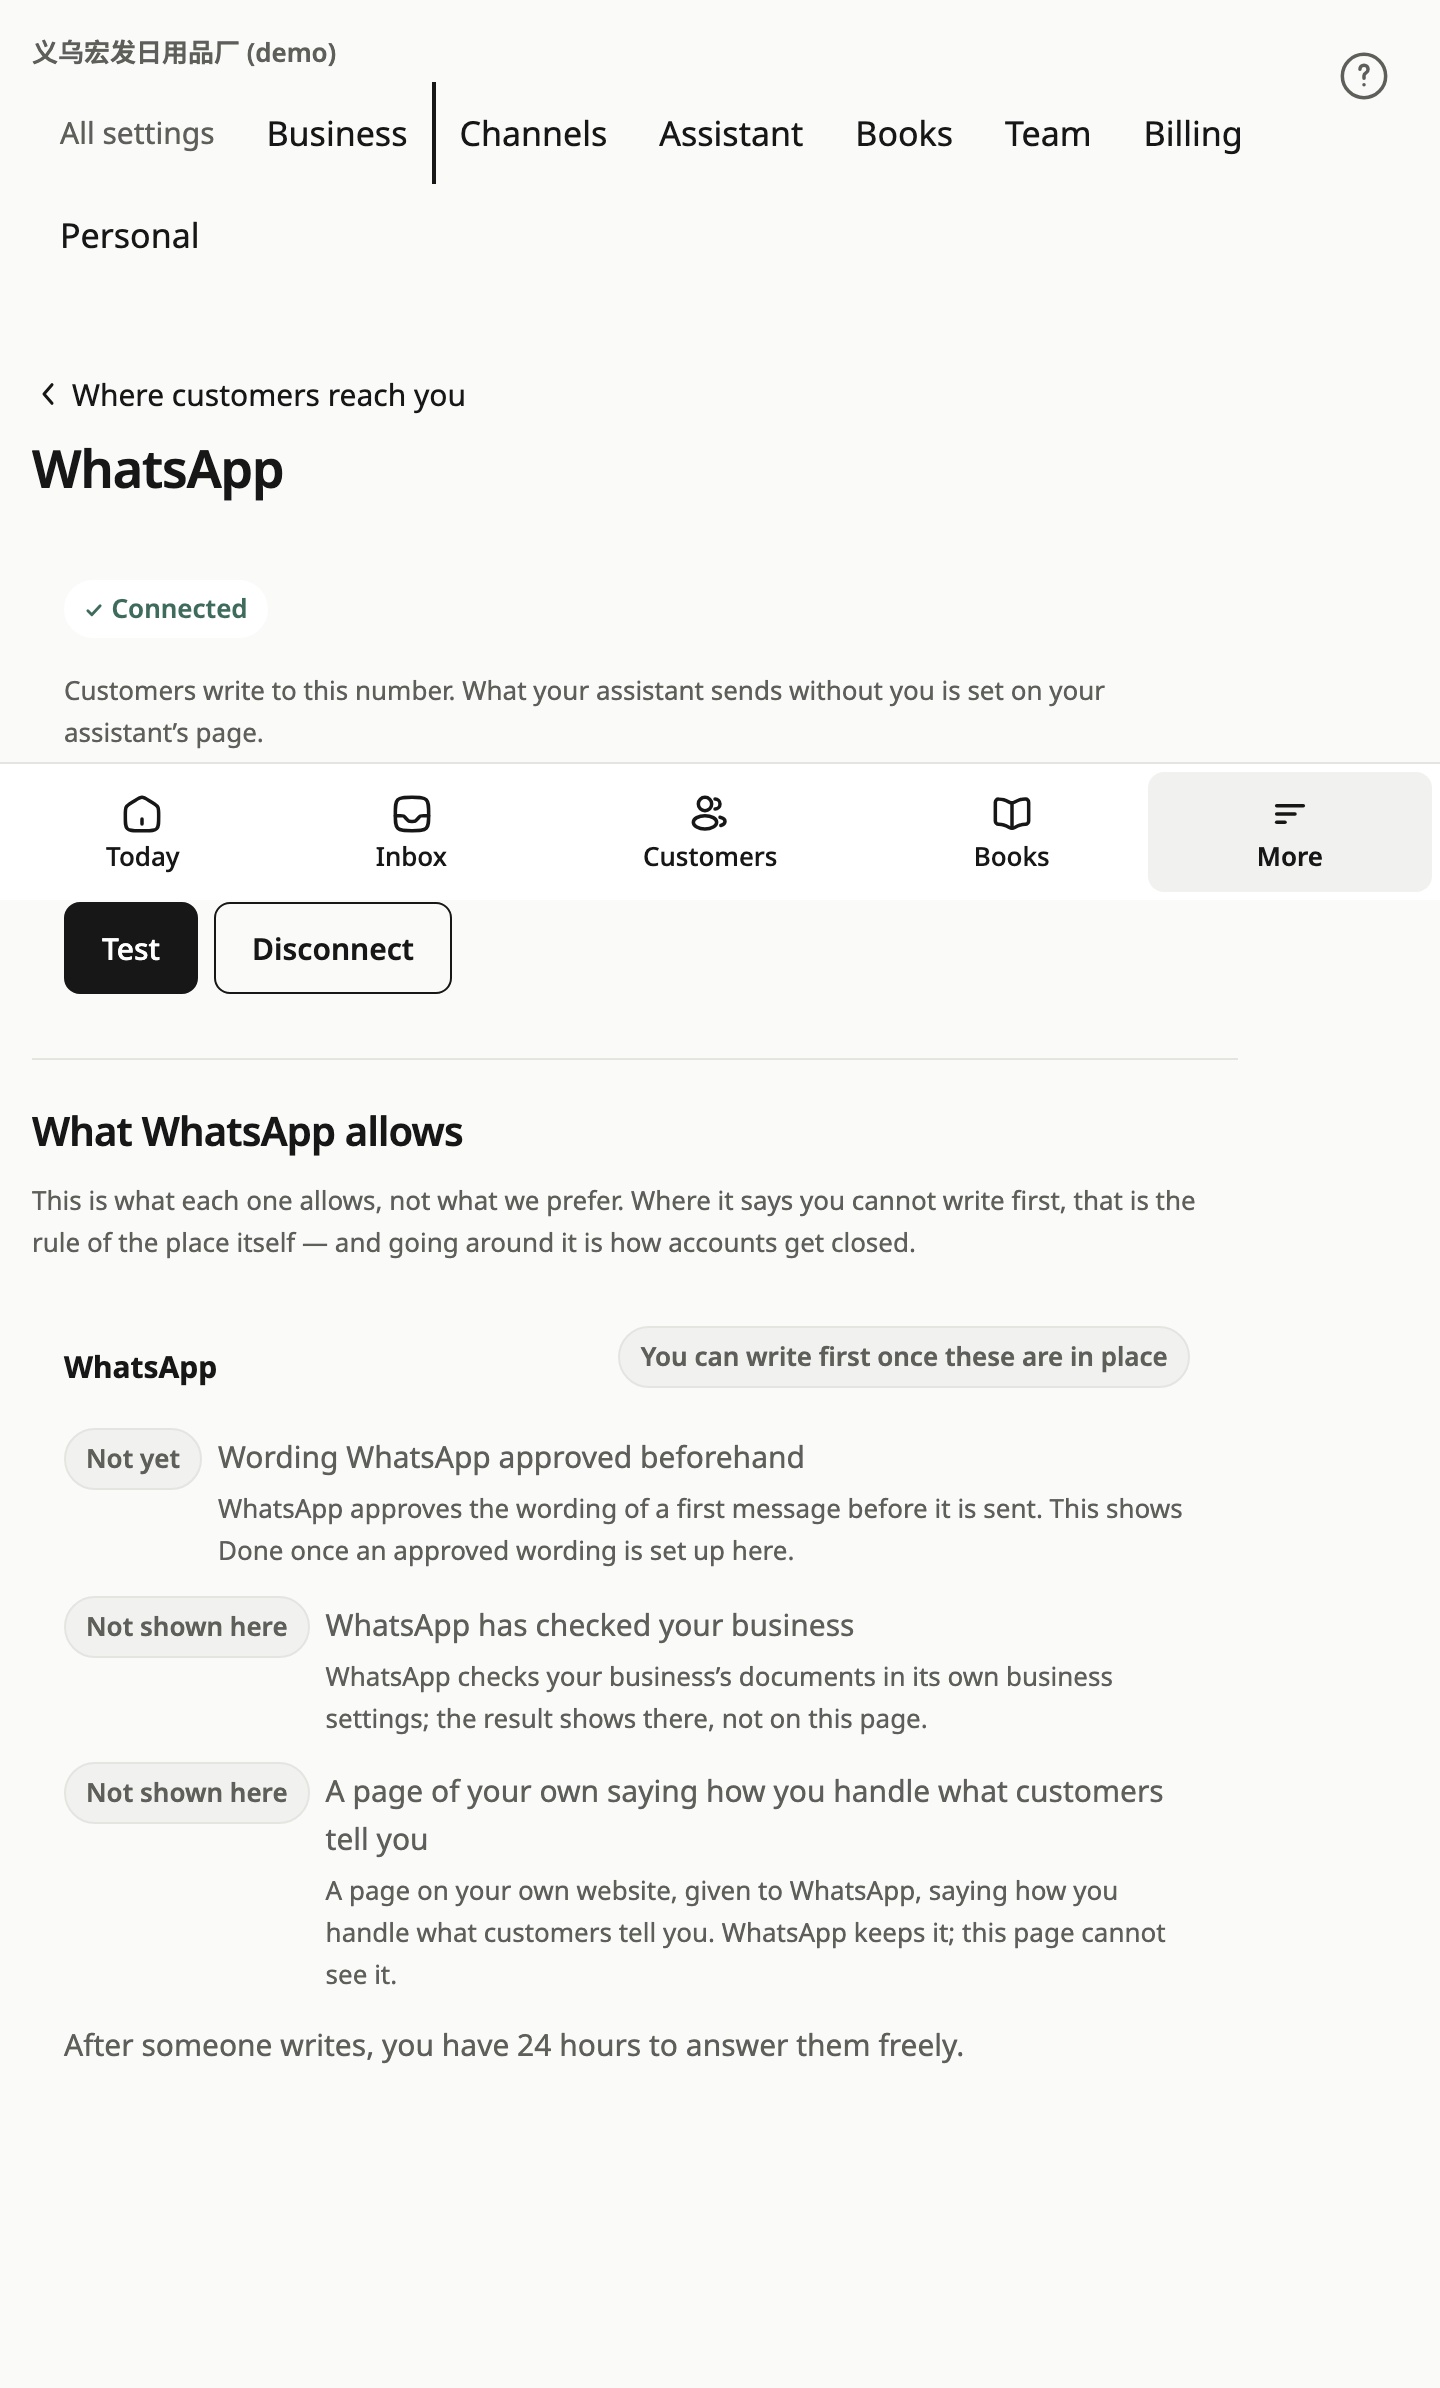 义乌宏发日用品厂 (demo)
All settings
Business
Channels
Assistant
Books
Team
Billing
Personal
Where customers reach you
WhatsApp
Connected
Customers write to this number. What your assistant sends without you is set on your
assistant’s page.
Today
Inbox
Customers
Books
More
Test
Disconnect
What WhatsApp allows
This is what each one allows, not what we prefer. Where it says you cannot write first, that is the
rule of the place itself — and going around it is how accounts get closed.
WhatsApp
You can write first once these are in place
Not yet
Wording WhatsApp approved beforehand
WhatsApp approves the wording of a first message before it is sent. This shows
Done once an approved wording is set up here.
Not shown here
WhatsApp has checked your business
WhatsApp checks your business’s documents in its own business
settings; the result shows there, not on this page.
Not shown here
A page of your own saying how you handle what customers
tell you
A page on your own website, given to WhatsApp, saying how you
handle what customers tell you. WhatsApp keeps it; this page cannot
see it.
After someone writes, you have 24 hours to answer them freely.